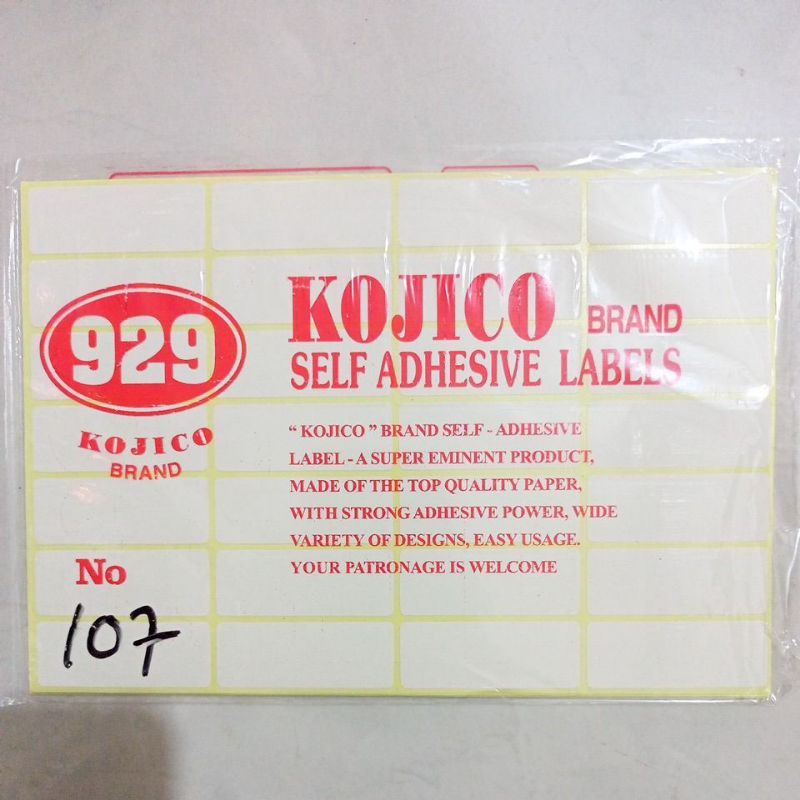 929
KOJICO
BRAND
No
107
KOJICO BRAND
SELF ADHESIVE LABELS
“ KOJICO ” BRAND SELF - ADHESIVE
LABEL - A SUPER EMINENT PRODUCT,
MADE OF THE TOP QUALITY PAPER,
WITH STRONG ADHESIVE POWER, WIDE
VARIETY OF DESIGNS, EASY USAGE.
YOUR PATRONAGE IS WELCOME